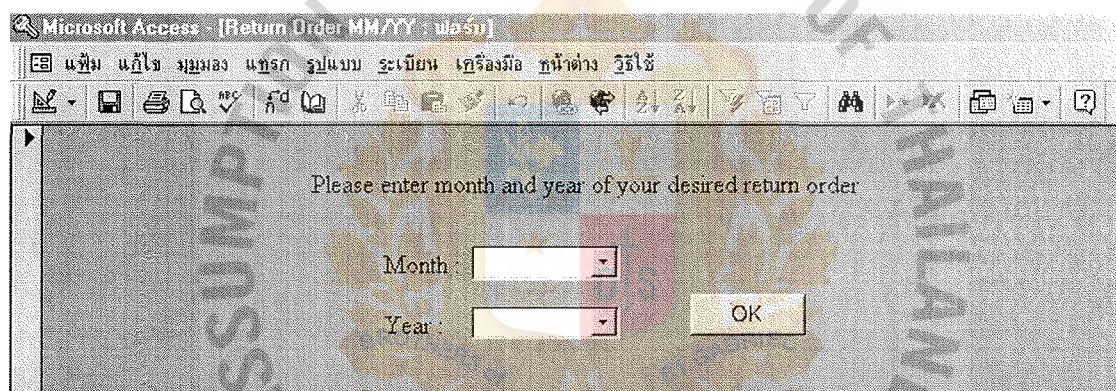 Microsoft Access - [Return Order MM/YY : ฟอร์ม]
แฟ้ม แก้ไข มุมมอง แทรก รูปแบบ ระเบียน เครื่องมือ หน้าต่าง วิธีใช้
Please enter month and year of your desired return order
Month :
Year :
OK